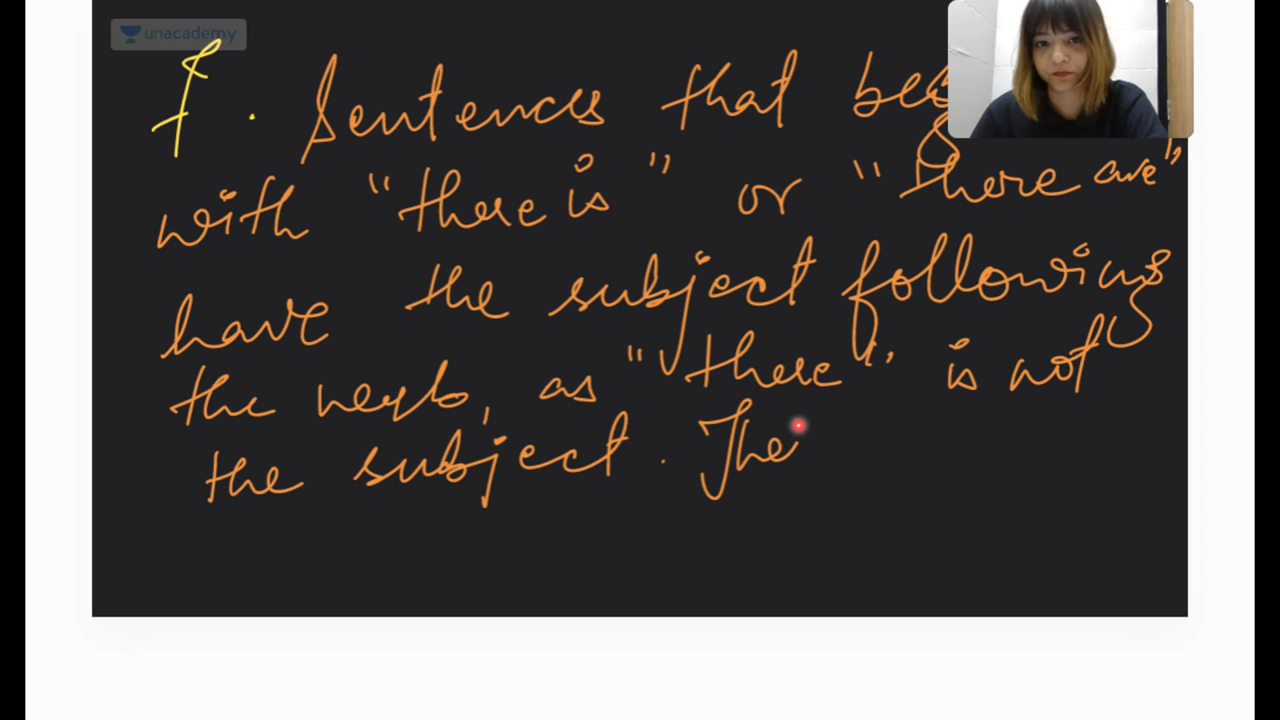 unacademy
f. Sentences that beg
with "there is" or "there are"
have the subject following
the verb, as "there" is not
the subject. The